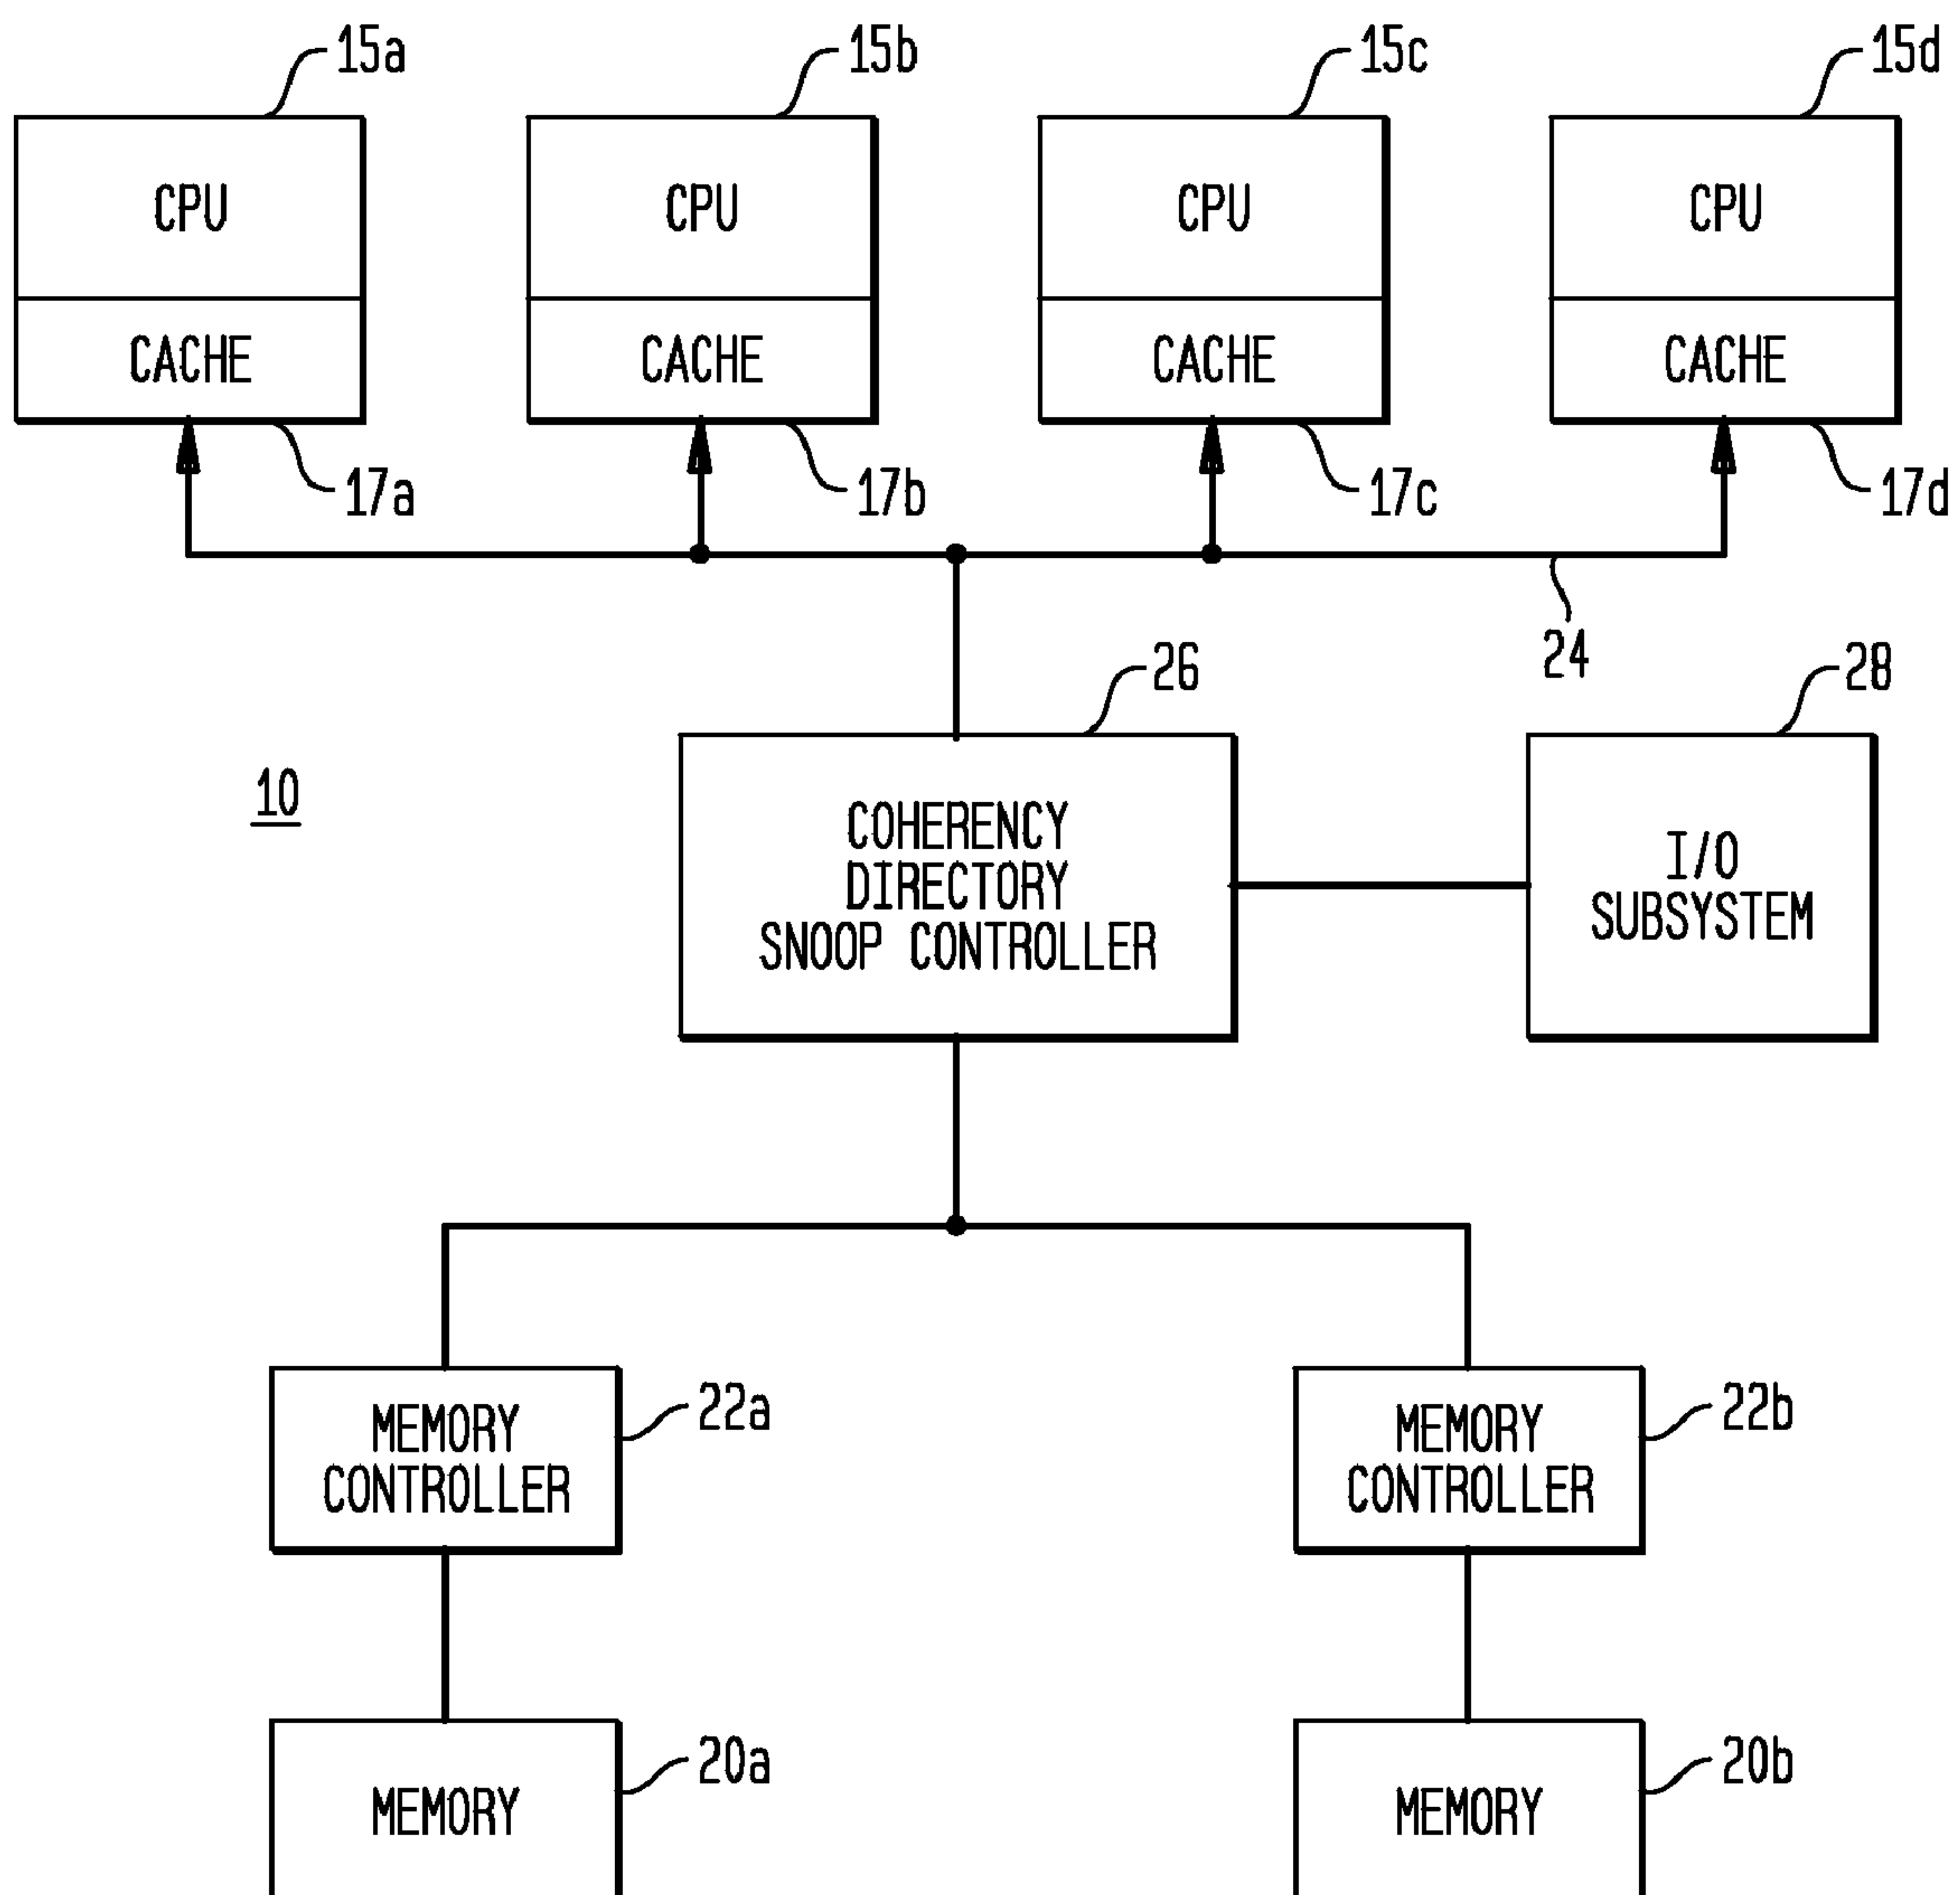 15a
15b
15c
15d
CPU
CPU
CPU
CPU
CACHE
CACHE
CACHE
CACHE
17a
17b
17c
17d
24
26
28
10
COHERENCY
DIRECTORY
SNOOP CONTROLLER
I/O
SUBSYSTEM
22a
MEMORY
CONTROLLER
22b
MEMORY
CONTROLLER
20a
MEMORY
20b
MEMORY